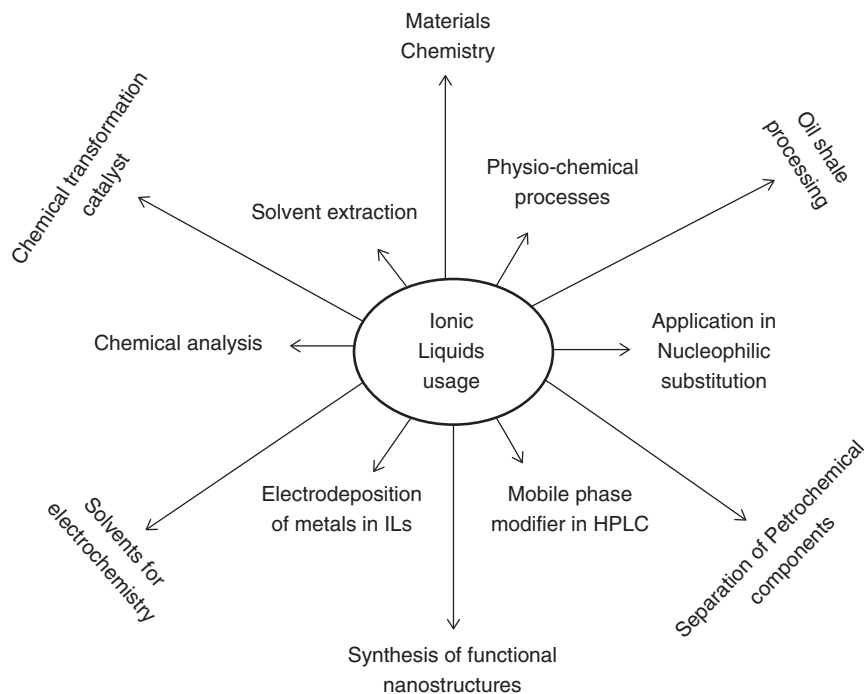 Materials
Chemistry
Chemical transformation
catalyst
Oil shale
processing
Physio-chemical
processes
Solvent extraction
Ionic
Liquids
usage
Chemical analysis
Application in
Nucleophilic
substitution
Electrodeposition
of metals in ILs
Mobile phase
modifier in HPLC
Solvents for
electrochemistry
Separation of Petrochemical
components
Synthesis of functional
nanostructures